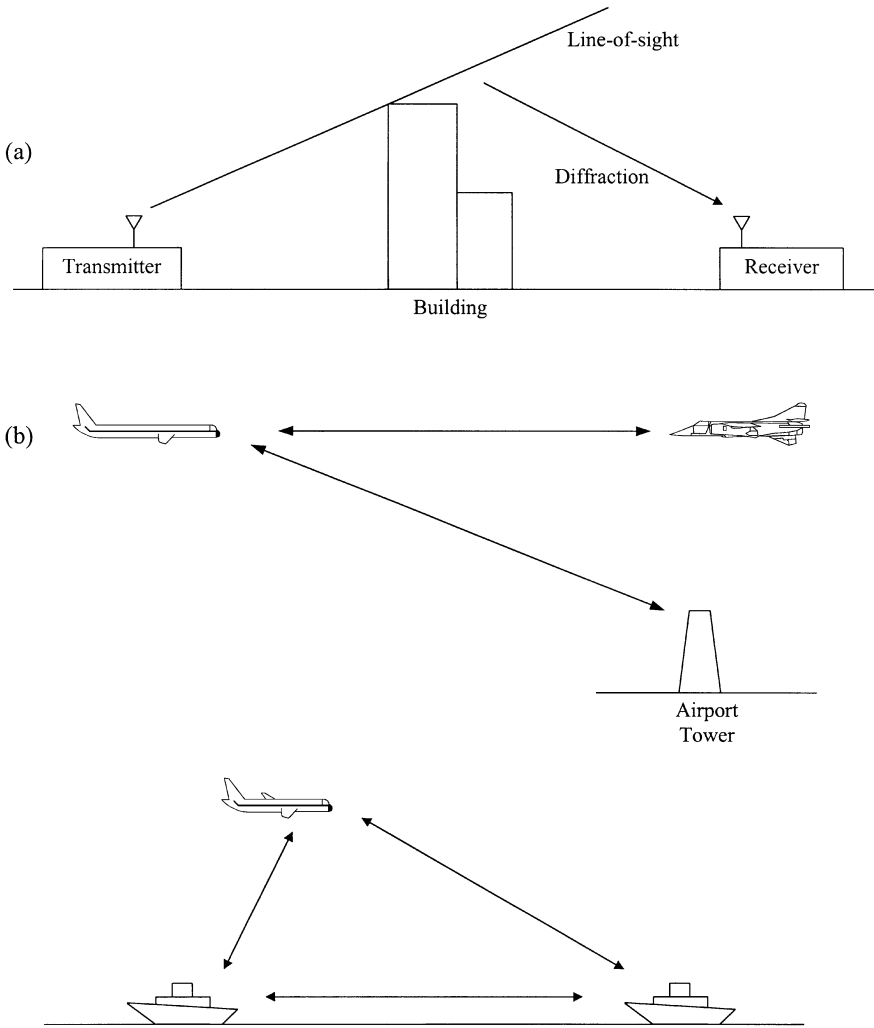 Line-of-sight
(a)
Diffraction
Transmitter
Receiver
Building
(b)
Airport
Tower